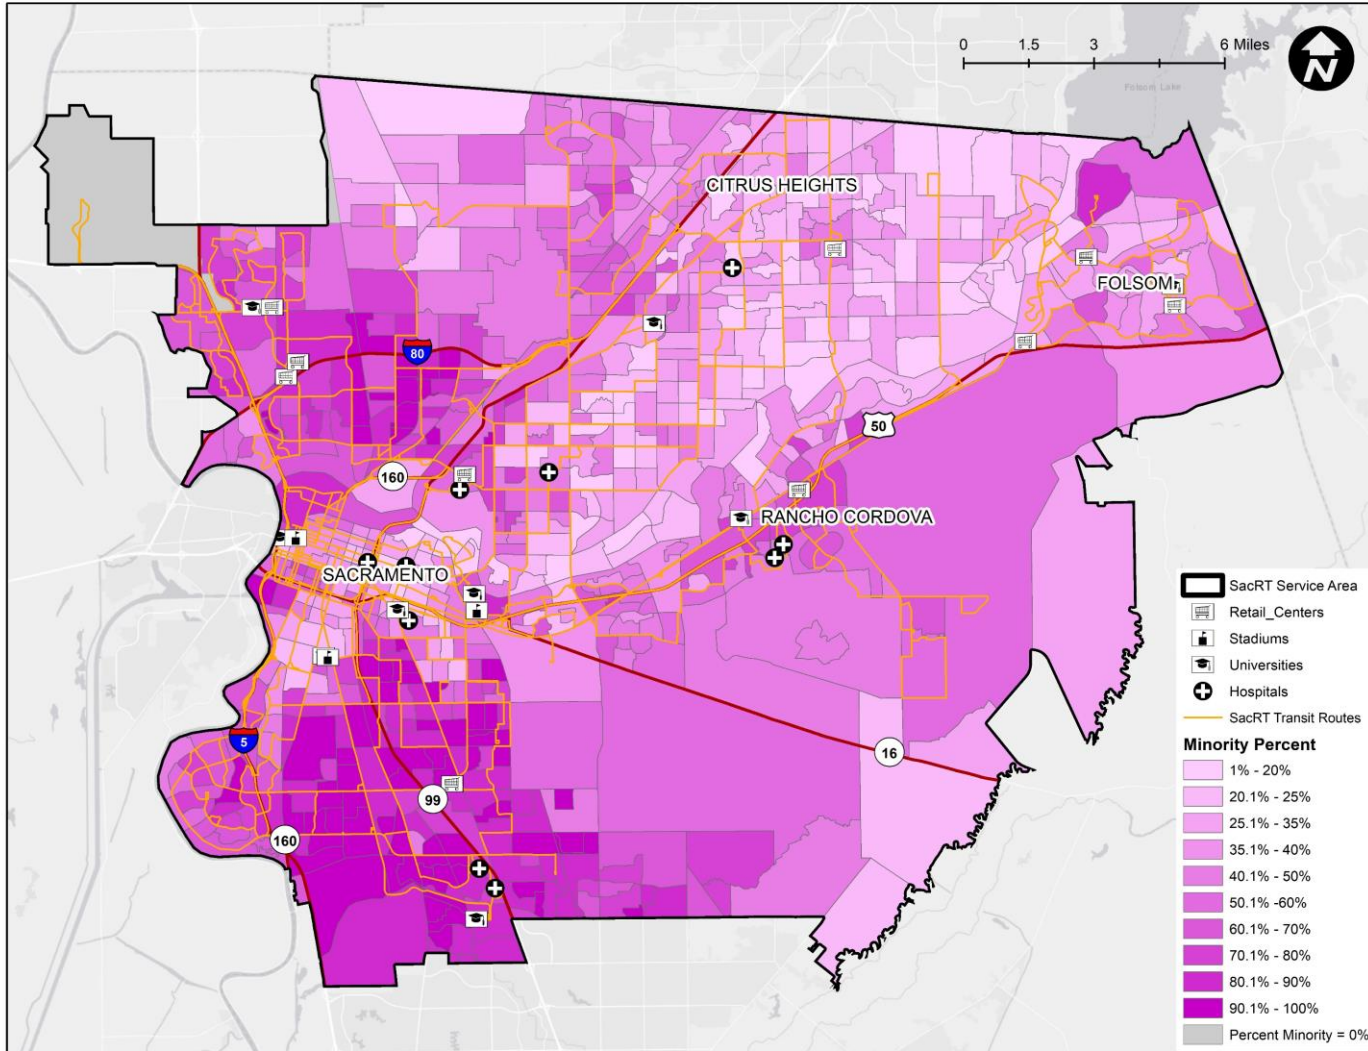 0 1.5 3 6 Miles
N
Folsom Lake
CITRUS HEIGHTS
FOLSOM
80
50
160
RANCHO CORDOVA
SACRAMENTO
5
16
99
160
SacRT Service Area
Retail_Centers
Stadiums
Universities
Hospitals
SacRT Transit Routes
Minority Percent
1% - 20%
20.1% - 25%
25.1% - 35%
35.1% - 40%
40.1% - 50%
50.1% -60%
60.1% - 70%
70.1% - 80%
80.1% - 90%
90.1% - 100%
Percent Minority = 0%